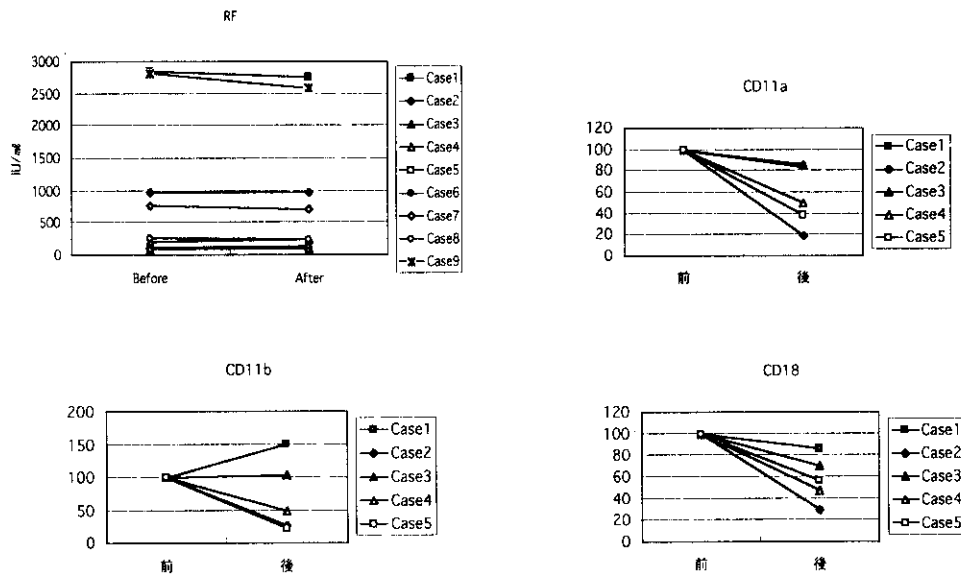 RF
3000
2500
2000
1500
1000
500
0
IU/㎖
Before
After
Case1
Case2
Case3
Case4
Case5
Case6
Case7
Case8
Case9
CD11a
120
100
80
60
40
20
0
前
後
Case1
Case2
Case3
Case4
Case5
CD11b
200
150
100
50
0
前
後
Case1
Case2
Case3
Case4
Case5
CD18
120
100
80
60
40
20
0
前
後
Case1
Case2
Case3
Case4
Case5